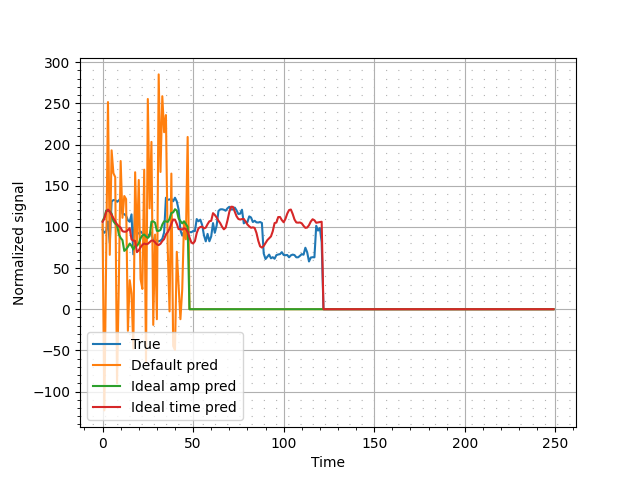 300
250
200
150
100
50
0
−50
−100
Normalized signal
True
Default pred
Ideal amp pred
Ideal time pred
0 50 100 150 200 250
Time